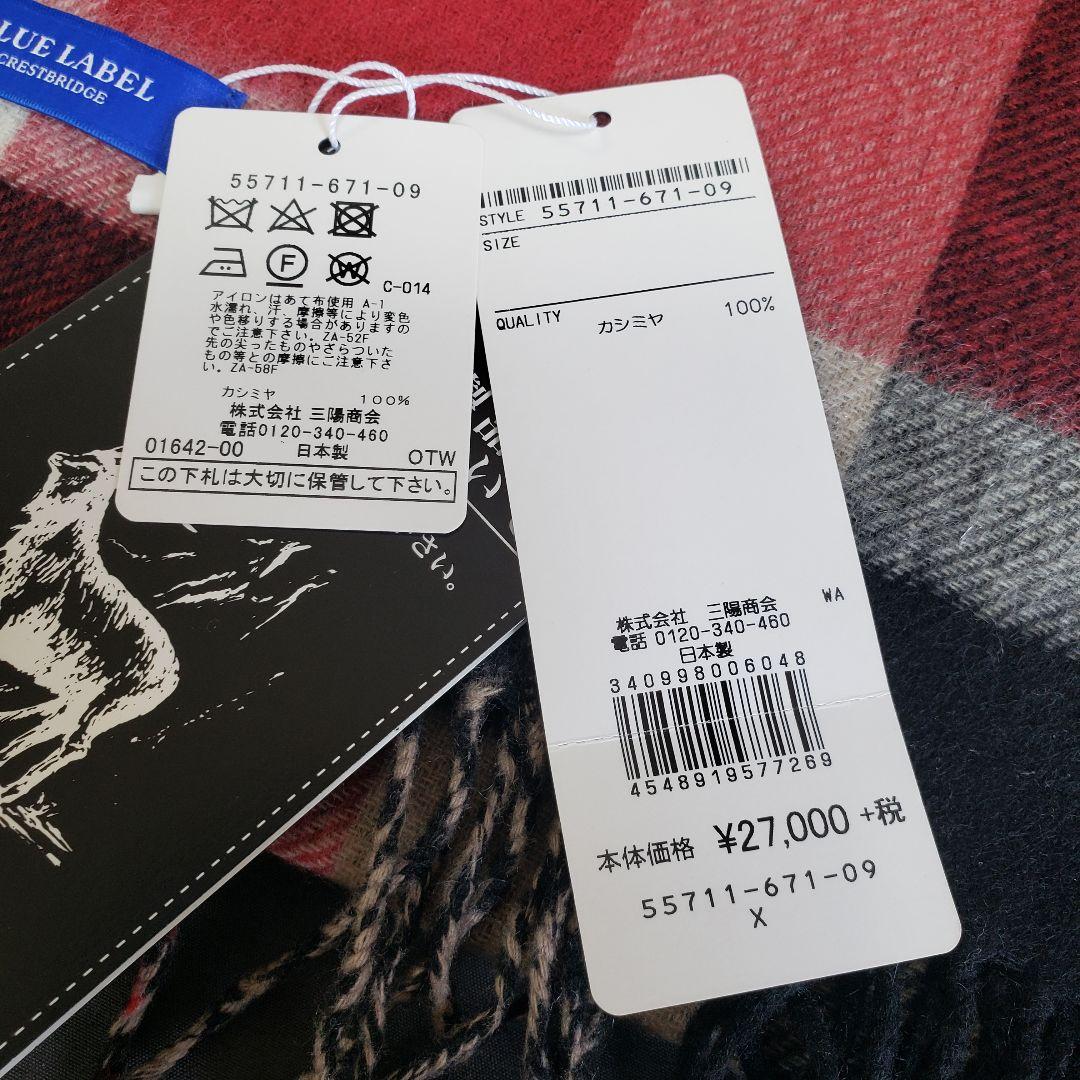 LUE LABEL
CRESTBRIDGE
55711-671-09
F
W
C-014
アイロンはあて布使用 A-1
水濡れ、汗、摩擦等により変色
や色移りする場合がありますの
でご注意下さい。ZA-52F
先の尖ったものやざらついた
もの等との摩擦にご注意下さ
い。ZA-58F
カシミヤ 100%
株式会社 三陽商会
電話0120-340-460
01642-00 日本製 OTW
この下札は大切に保管して下さい。
STYLE 55711-671-09
SIZE
QUALITY カシミヤ 100%
株式会社 三陽商会 WA
電話 0120-340-460
日本製
340998006048
4548919577269
本体価格 ¥27,000 +税
55711-671-09
X
さい。